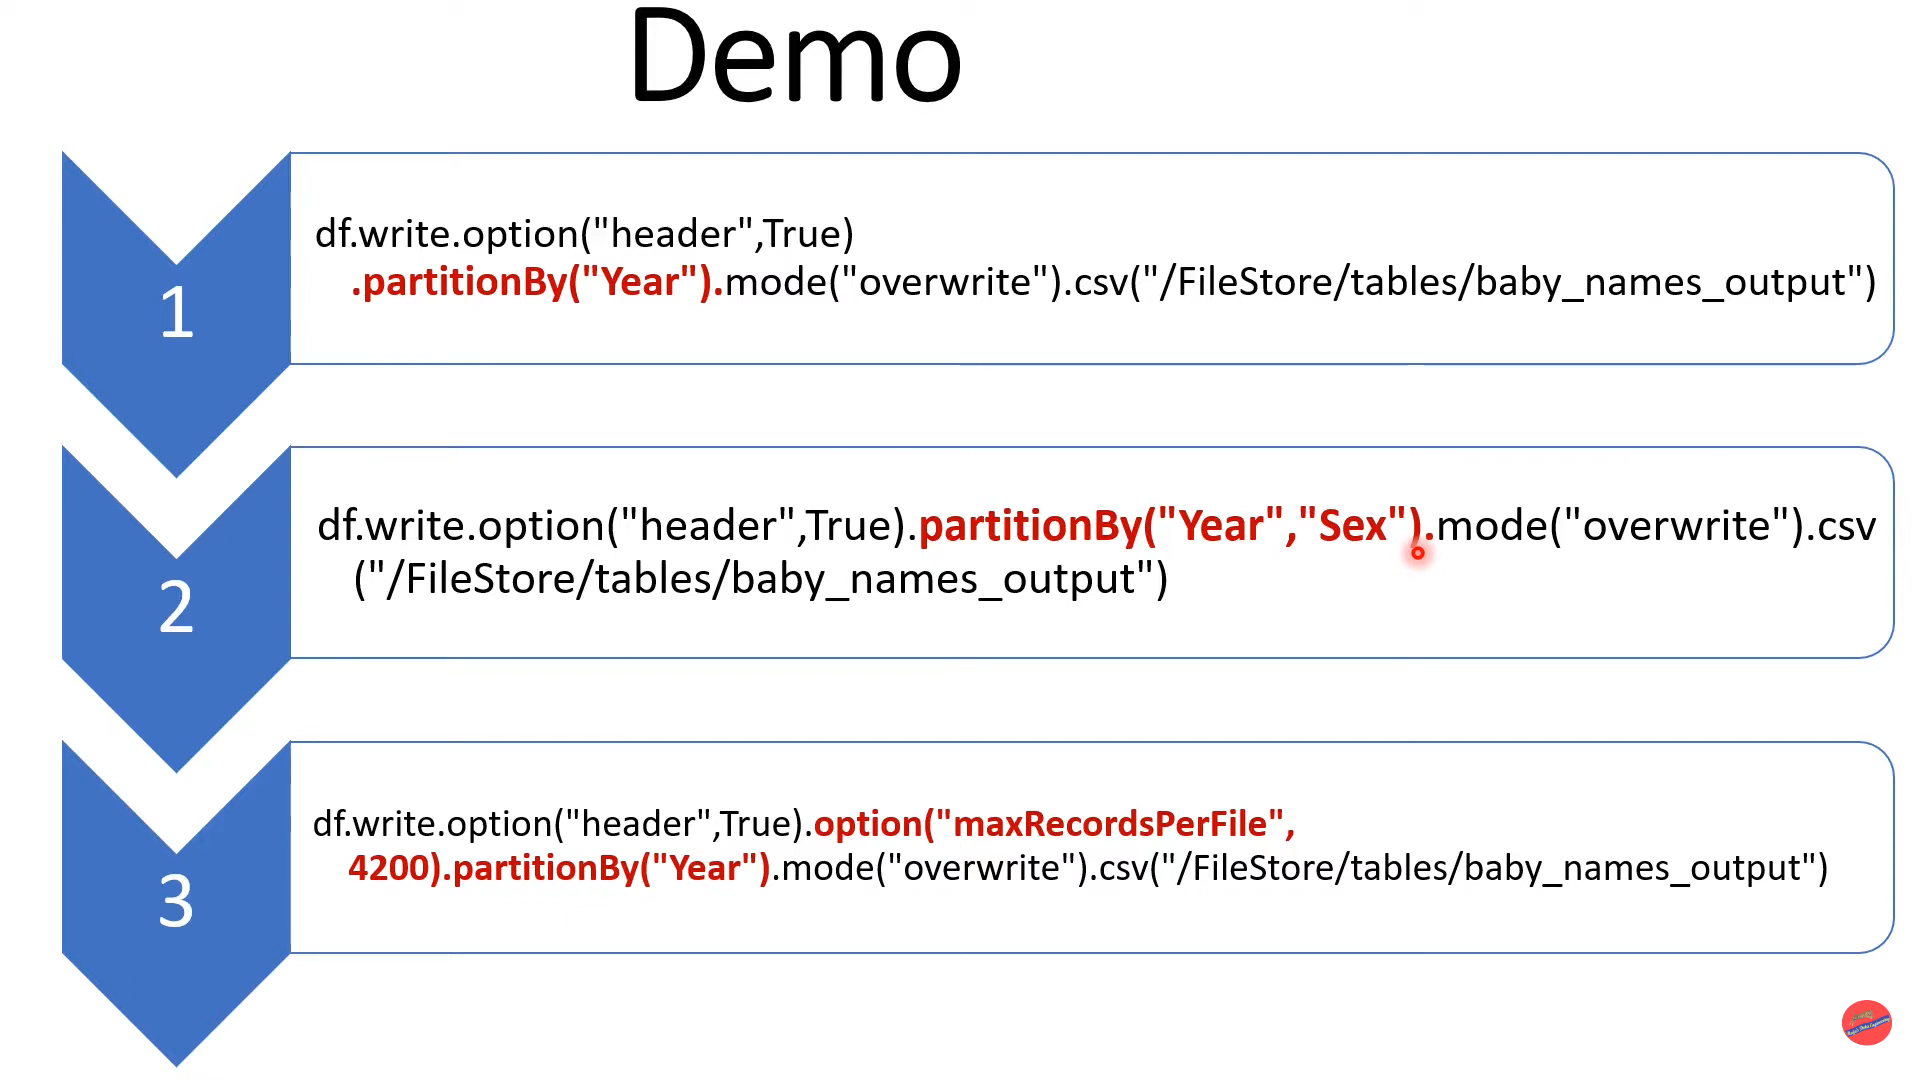 Demo
1
df.write.option("header",True)
.partitionBy("Year").mode("overwrite").csv("/FileStore/tables/baby_names_output")
2
df.write.option("header",True).partitionBy("Year","Sex").mode("overwrite").csv
("/FileStore/tables/baby_names_output")
3
df.write.option("header",True).option("maxRecordsPerFile",
4200).partitionBy("Year").mode("overwrite").csv("/FileStore/tables/baby_names_output")